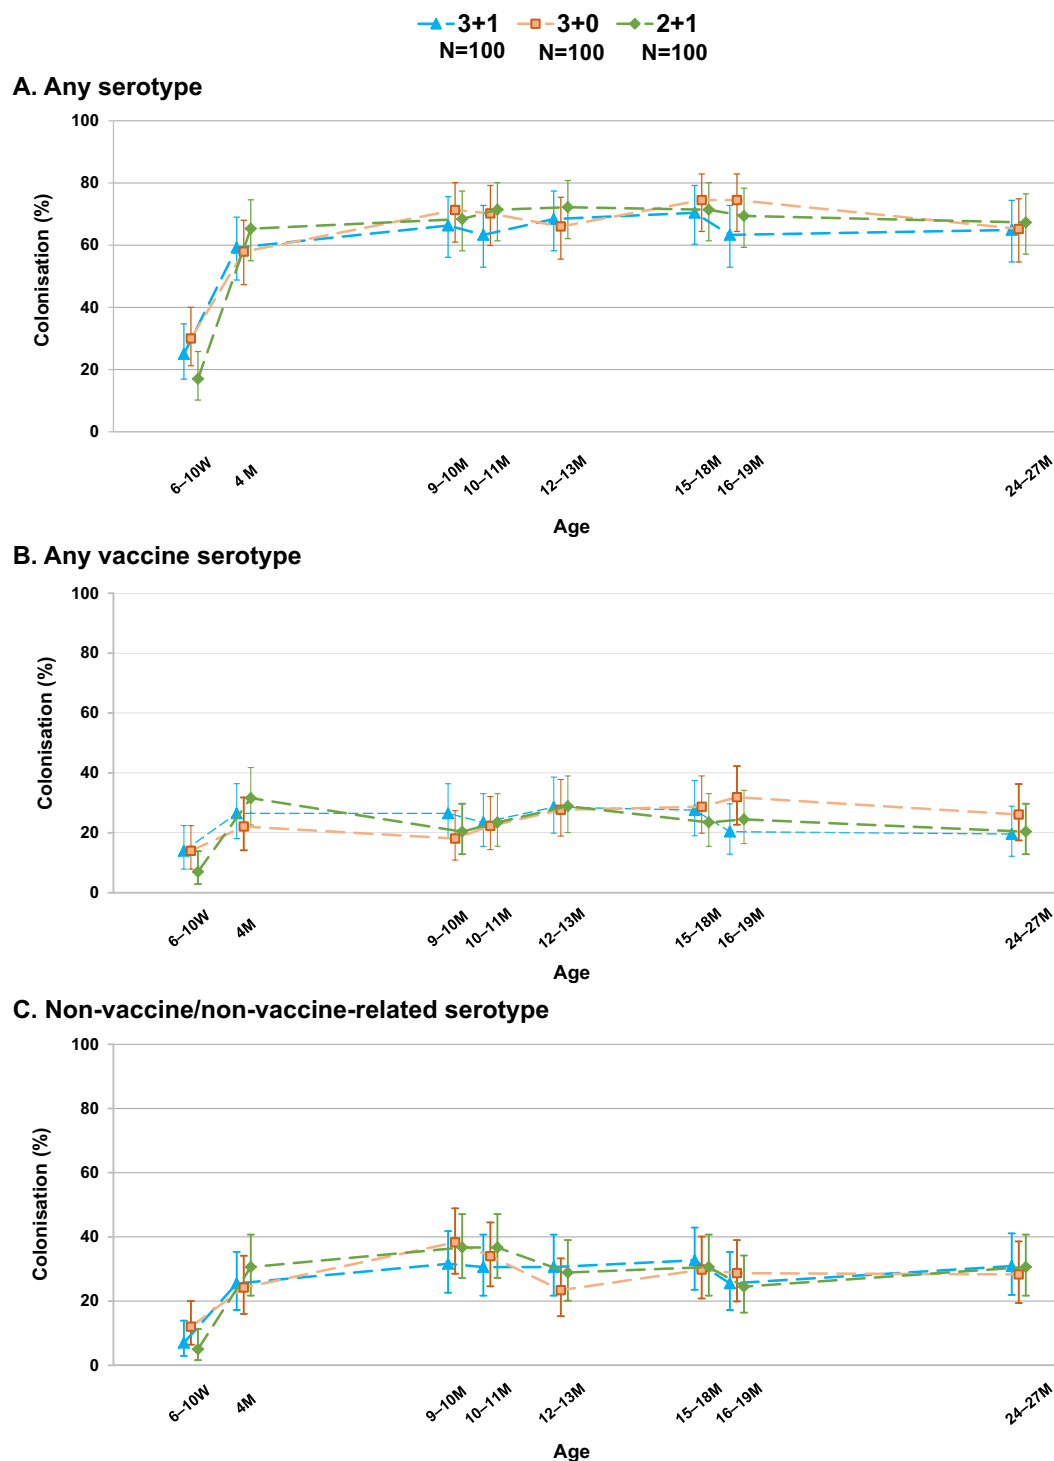 3+1 3+0 2+1
N=100 N=100 N=100
A. Any serotype
Colonisation (%)
100
80
60
40
20
0
6–10W 4 M 9–10M 10–11M 12–13M 15–18M 16–19M 24–27M
Age
B. Any vaccine serotype
Colonisation (%)
100
80
60
40
20
0
6–10W 4M 9–10M 10–11M 12–13M 15–18M 16–19M 24–27M
Age
C. Non-vaccine/non-vaccine-related serotype
Colonisation (%)
100
80
60
40
20
0
6–10W 4M 9–10M 10–11M 12–13M 15–18M 16–19M 24–27M
Age